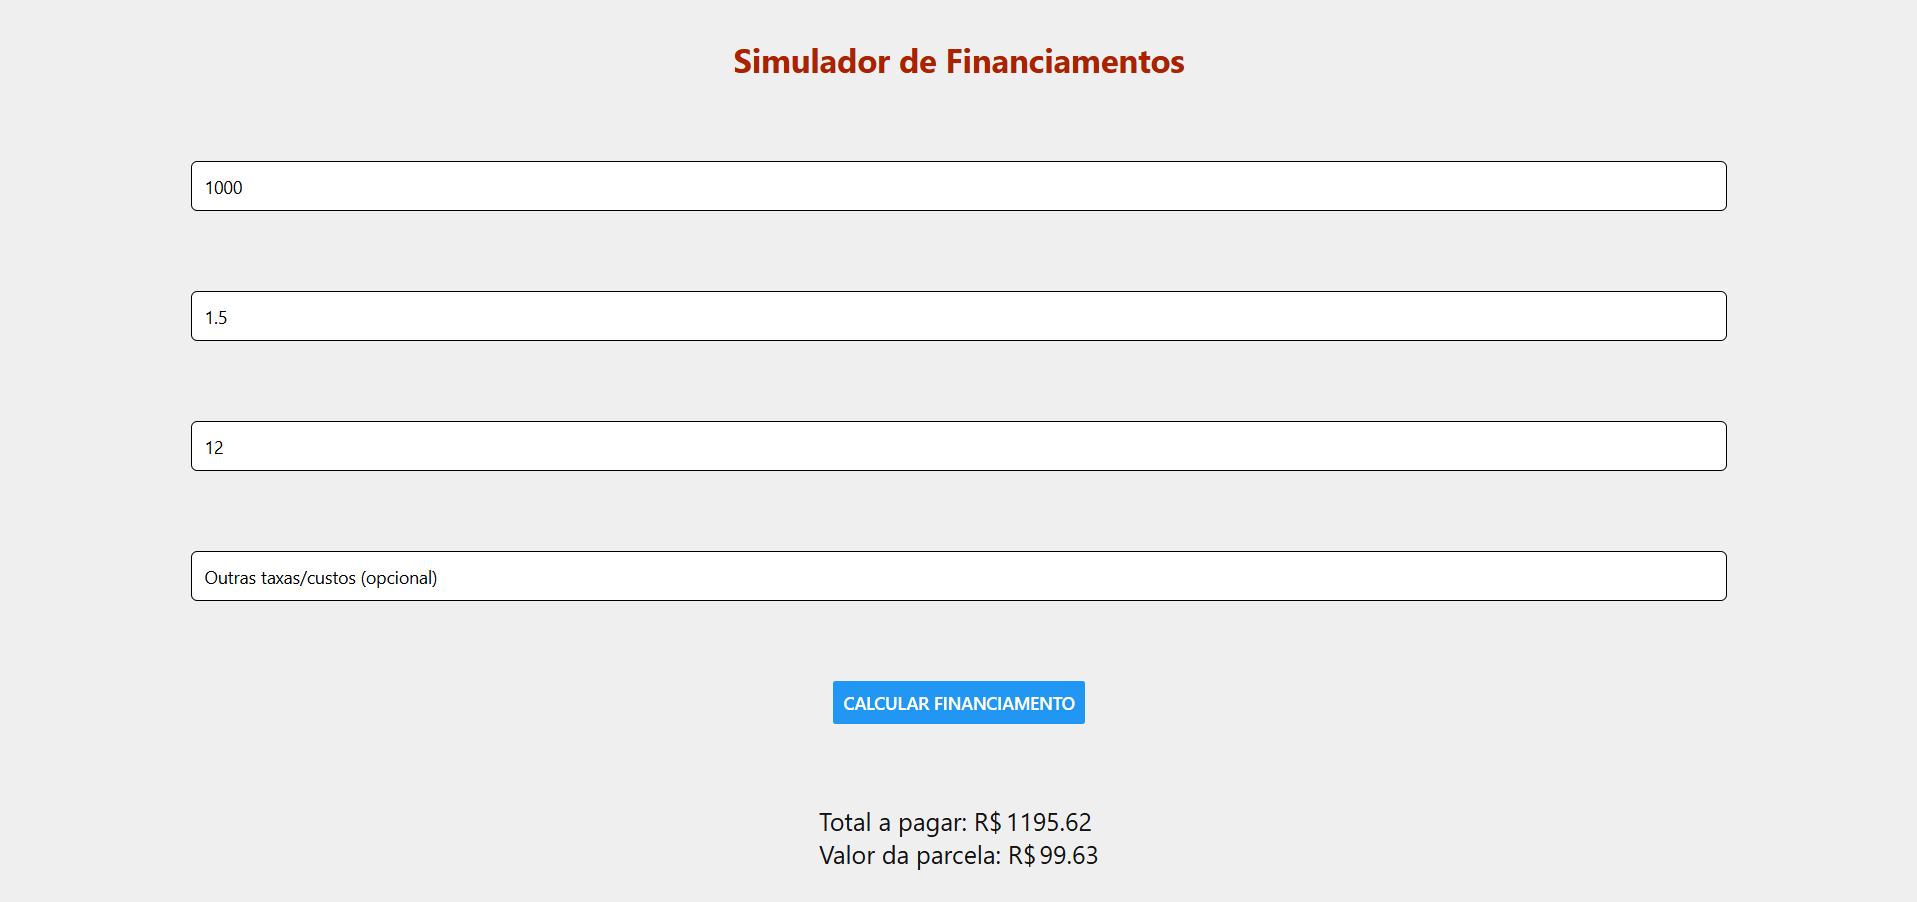 Simulador de Financiamentos
1000
1.5
12
Outras taxas/custos (opcional)
CALCULAR FINANCIAMENTO
Total a pagar: R$ 1195.62
Valor da parcela: R$ 99.63